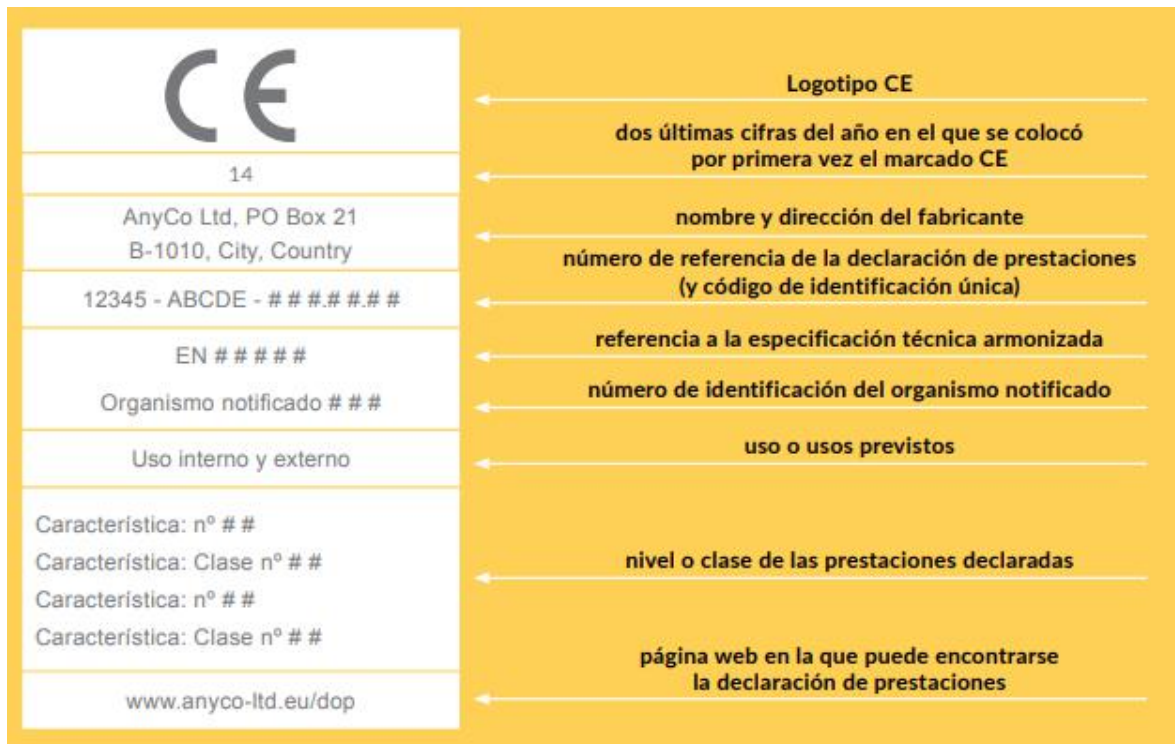 CE
Logotipo CE
14
dos últimas cifras del año en el que se colocó
por primera vez el marcado CE
AnyCo Ltd, PO Box 21
B-1010, City, Country
nombre y dirección del fabricante
12345 - ABCDE - # # #.# #.# #
número de referencia de la declaración de prestaciones
(y código de identificación única)
EN # # # # #
referencia a la especificación técnica armonizada
Organismo notificado # # #
número de identificación del organismo notificado
Uso interno y externo
uso o usos previstos
Característica: nº # #
Característica: Clase nº # #
Característica: nº # #
Característica: Clase nº # #
nivel o clase de las prestaciones declaradas
www.anyco-ltd.eu/dop
página web en la que puede encontrarse
la declaración de prestaciones